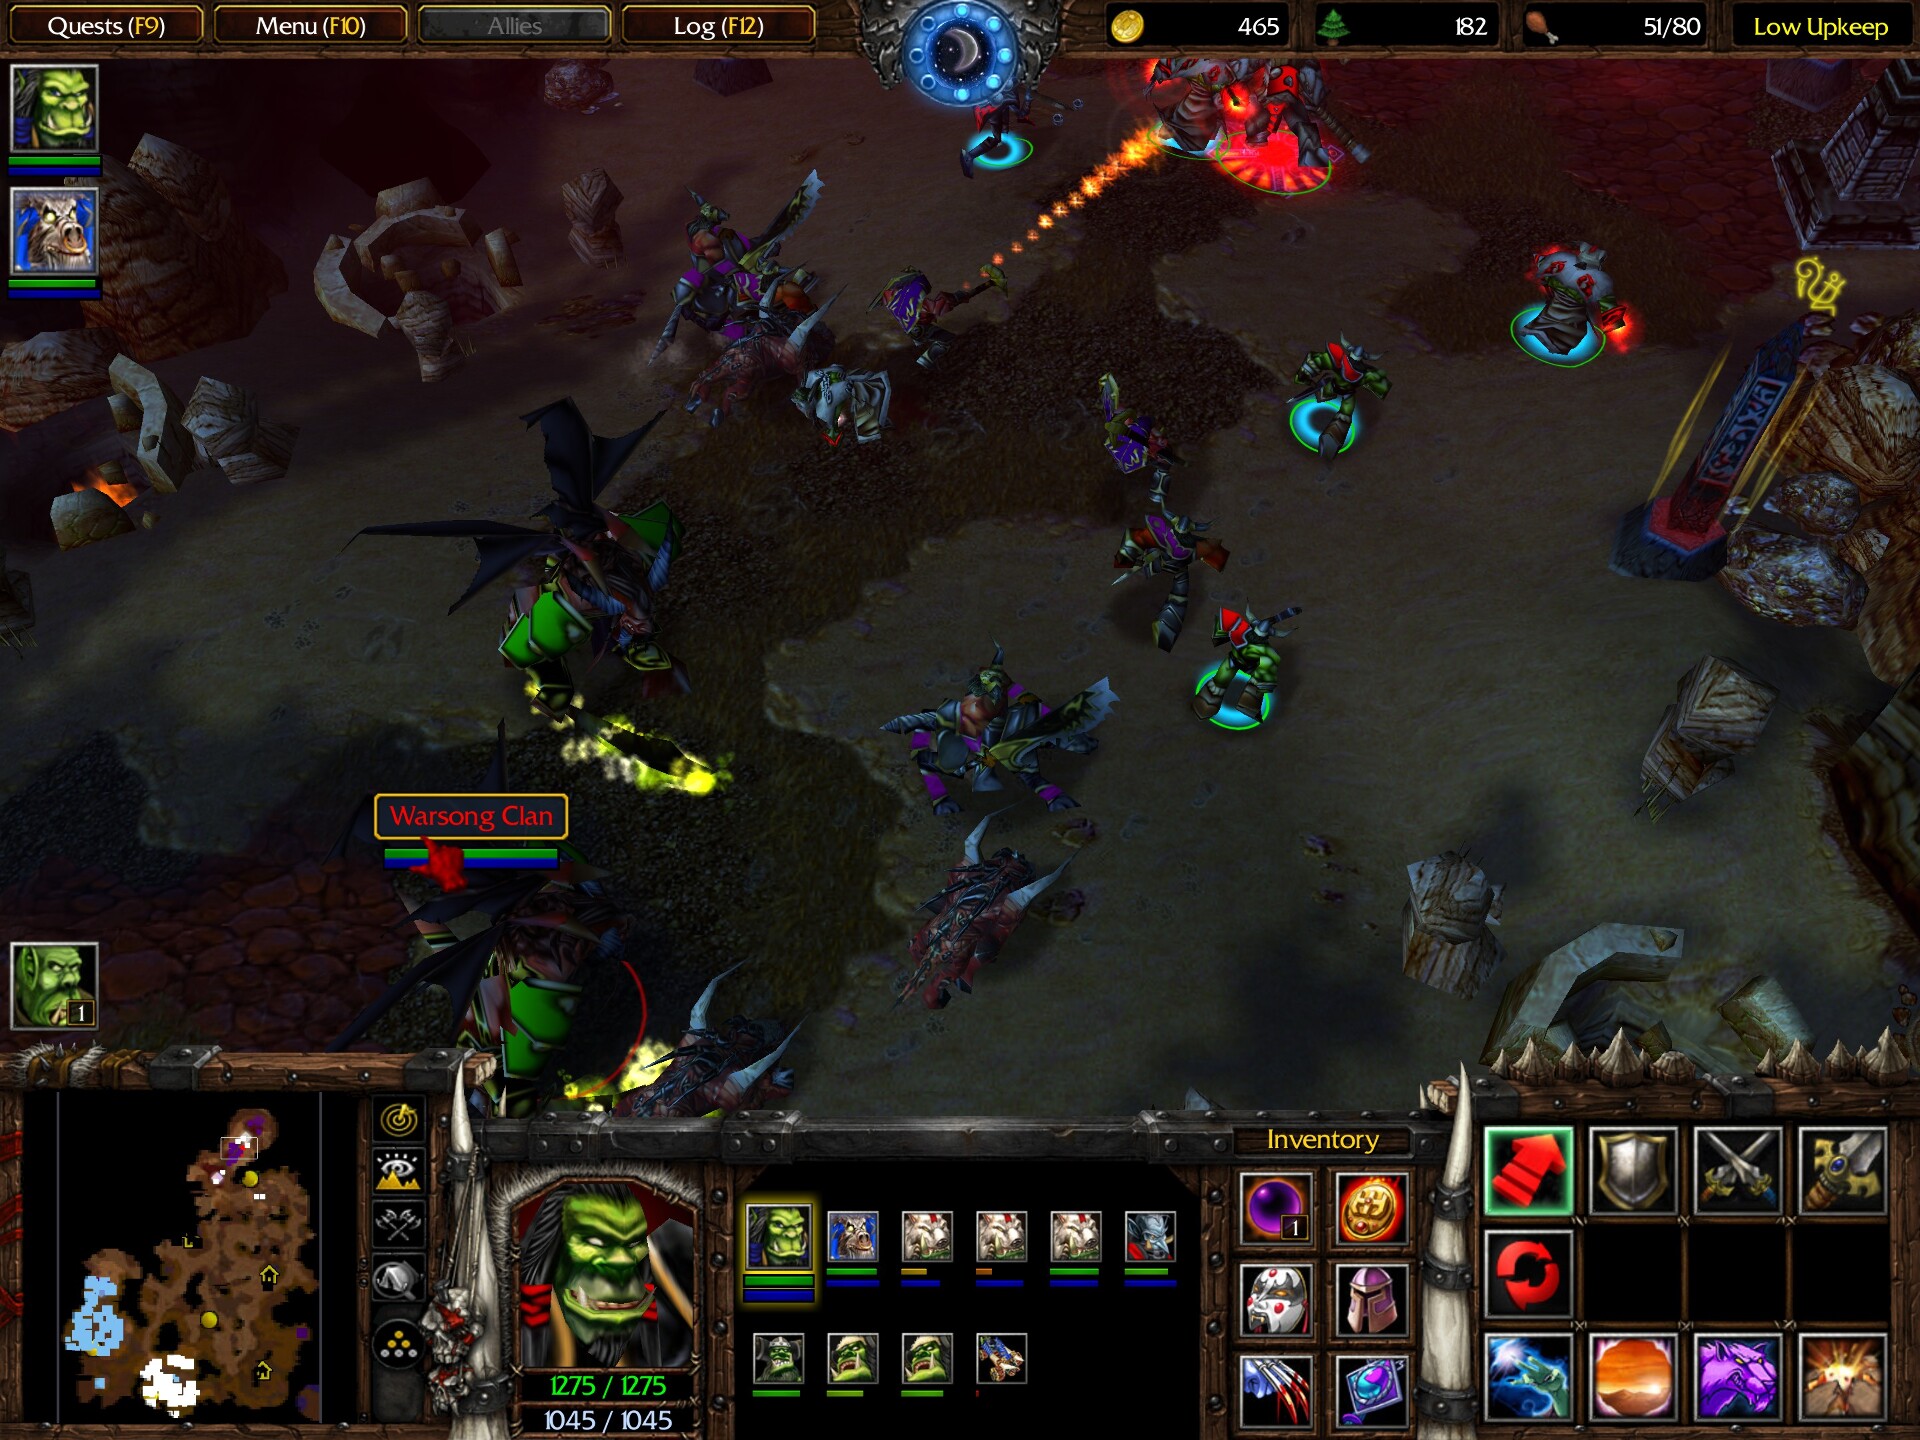 Quests (F9)
Menu (F10)
Allies
Log (F12)
465
182
51/80
Low Upkeep
Warsong Clan
1
Inventory
1
1275 / 1275
1045 / 1045